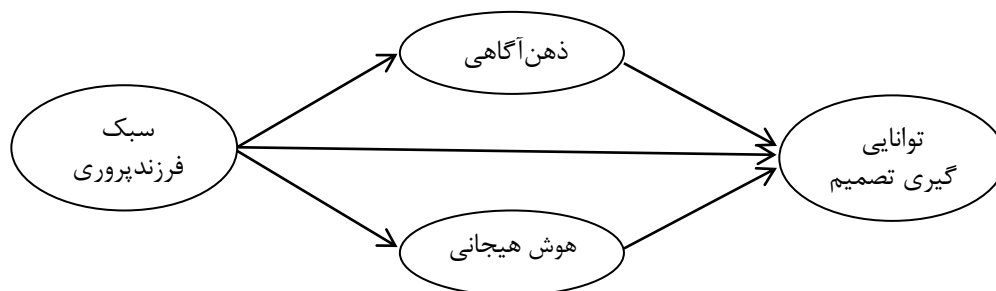 ذهن‌آگاهی
سبک
فرزندپروری
توانایی
گیری تصمیم
هوش هیجانی